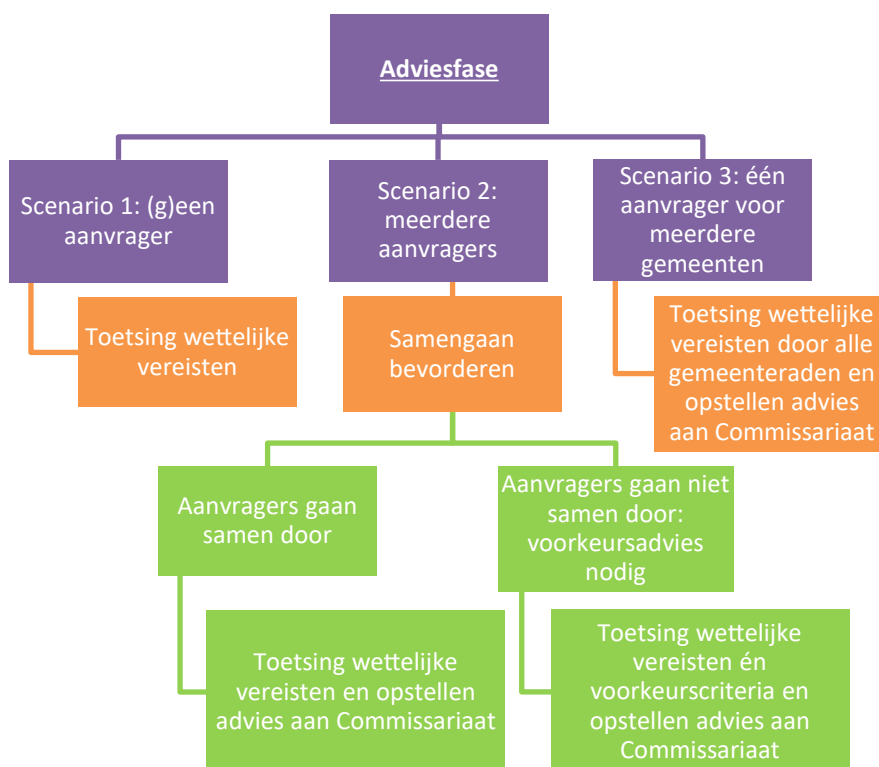 Adviesfase
Scenario 1: (g)een
aanvrager
Scenario 2:
meerdere
aanvragers
Scenario 3: één
aanvrager voor
meerdere
gemeenten
Toetsing wettelijke
vereisten
Samengaan
bevorderen
Toetsing wettelijke
vereisten door alle
gemeenteraden en
opstellen advies
aan Commissariaat
Aanvragers gaan
samen door
Aanvragers gaan niet
samen door:
voorkeursadvies
nodig
Toetsing wettelijke
vereisten en opstellen
advies aan Commissariaat
Toetsing wettelijke
vereisten én
voorkeurscriteria en
opstellen advies aan
Commissariaat